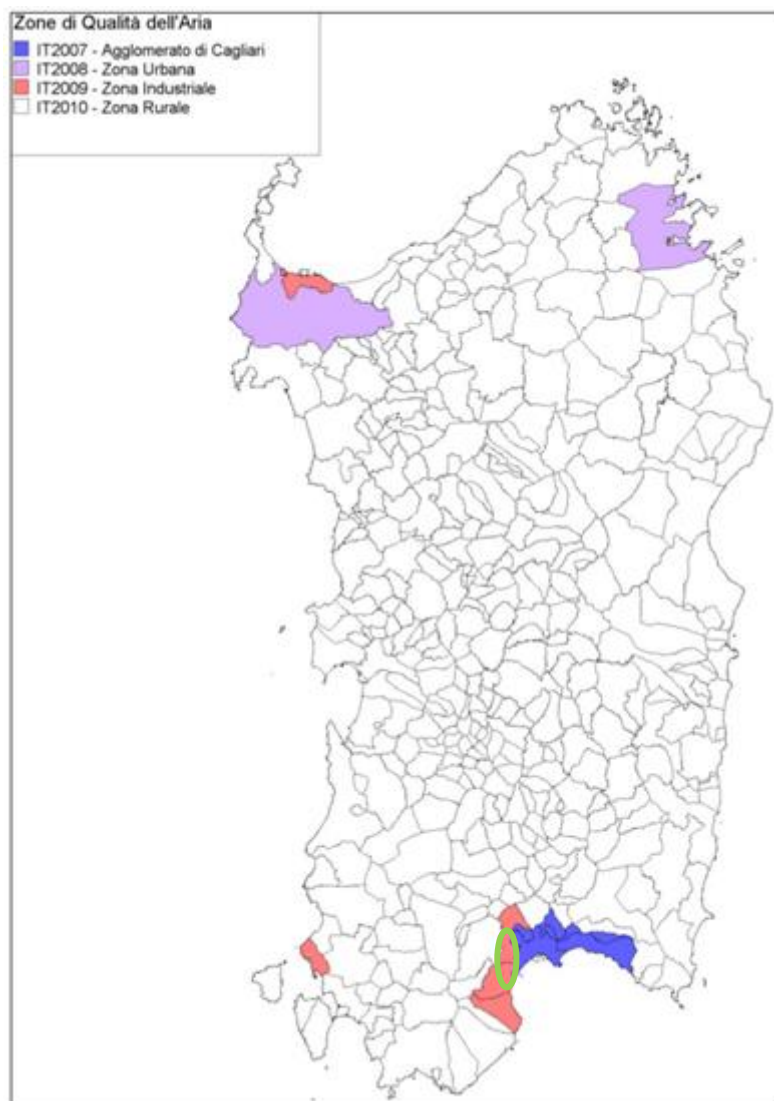 Zone di Qualità dell'Aria
IT2007 - Agglomerato di Cagliari
IT2008 - Zona Urbana
IT2009 - Zona Industriale
IT2010 - Zona Rurale